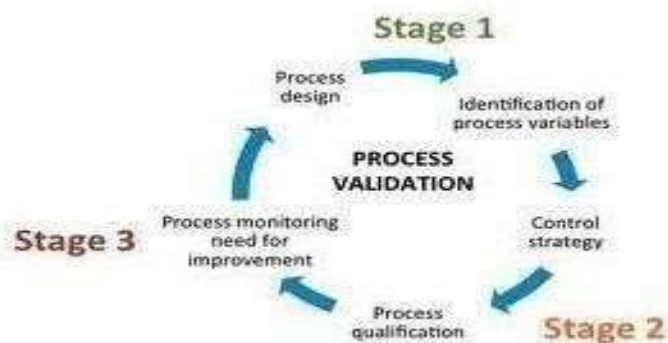 Stage 1
Process
design
Identification of
process variables
PROCESS
VALIDATION
Stage 3
Process monitoring
need for
improvement
Control
strategy
Process
qualification
Stage 2